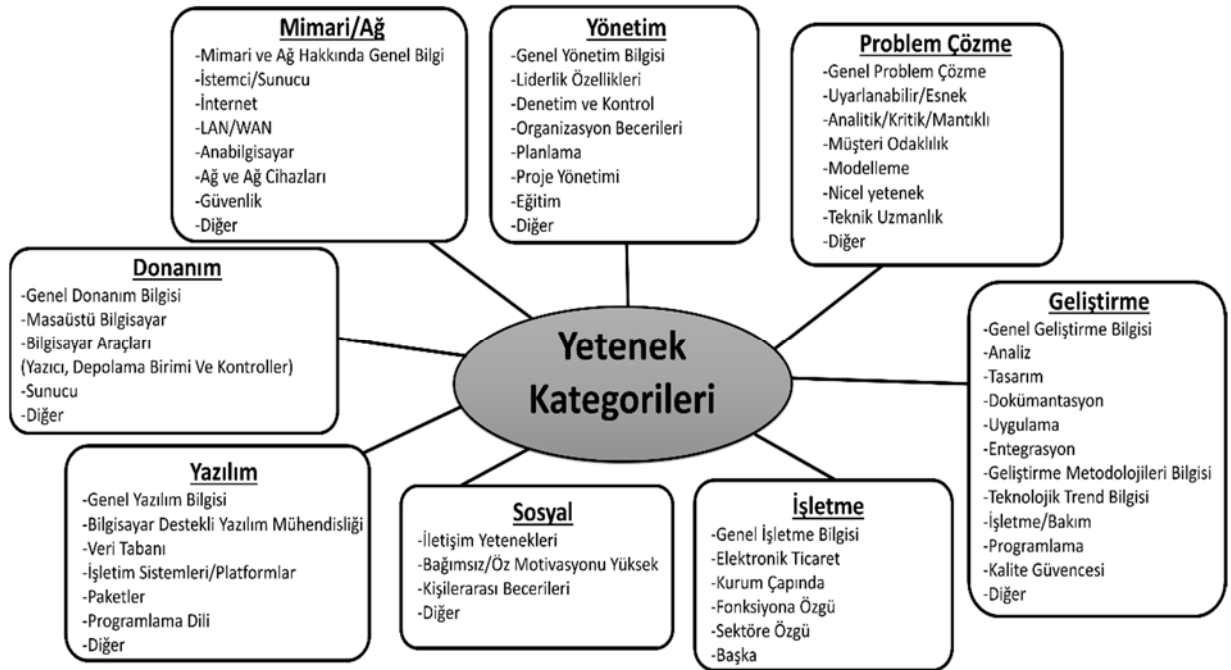 Mimari/Ağ
-Mimari ve Ağ Hakkında Genel Bilgi
-İstemci/Sunucu
-İnternet
-LAN/WAN
-Anabilgisayar
-Ağ ve Ağ Cihazları
-Güvenlik
-Diğer
Yönetim
-Genel Yönetim Bilgisi
-Liderlik Özellikleri
-Denetim ve Kontrol
-Organizasyon Becerileri
-Planlama
-Proje Yönetimi
-Eğitim
-Diğer
Problem Çözme
-Genel Problem Çözme
-Uyarlanabilir/Esnek
-Analitik/Kritik/Mantıklı
-Müşteri Odaklılık
-Modelleme
-Nicel yetenek
-Teknik Uzmanlık
-Diğer
Donanım
-Genel Donanım Bilgisi
-Masaüstü Bilgisayar
-Bilgisayar Araçları
(Yazıcı, Depolama Birimi Ve Kontroller)
-Sunucu
-Diğer
Yetenek
Kategorileri
Geliştirme
-Genel Geliştirme Bilgisi
-Analiz
-Tasarım
-Dokümantasyon
-Uygulama
-Entegrasyon
-Geliştirme Metodolojileri Bilgisi
-Teknolojik Trend Bilgisi
-İşletme/Bakım
-Programlama
-Kalite Güvencesi
-Diğer
Yazılım
-Genel Yazılım Bilgisi
-Bilgisayar Destekli Yazılım Mühendisliği
-Veri Tabanı
-İşletim Sistemleri/Platformlar
-Paketler
-Programlama Dili
-Diğer
Sosyal
-İletişim Yetenekleri
-Bağımsız/Öz Motivasyonu Yüksek
-Kişilerarası Becerileri
-Diğer
İşletme
-Genel İşletme Bilgisi
-Elektronik Ticaret
-Kurum Çapında
-Fonksiyona Özgü
-Sektöre Özgü
-Başka